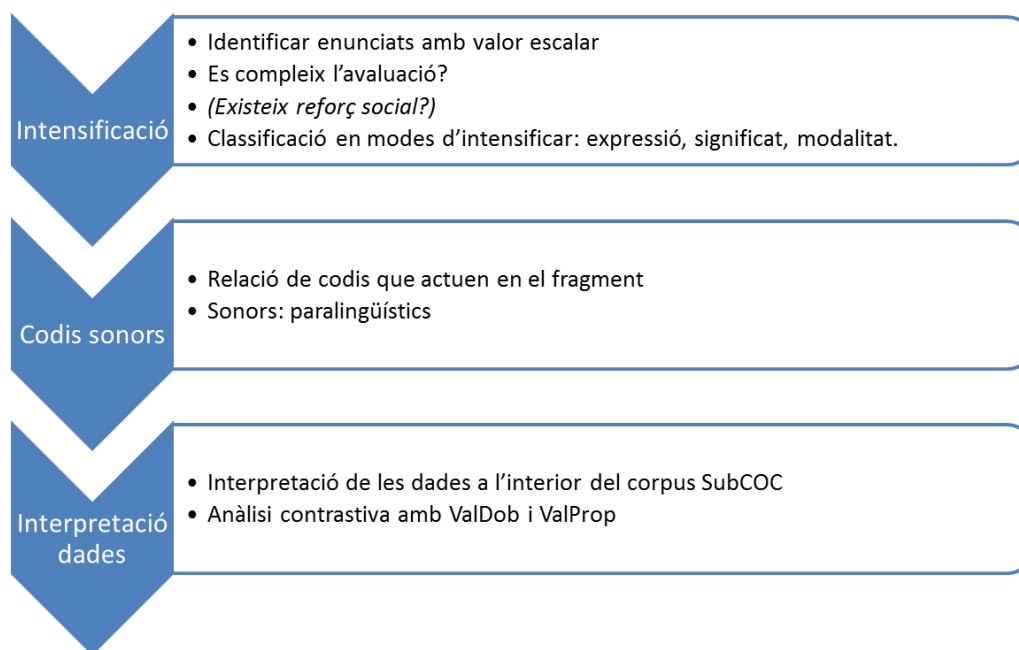 Intensificació
• Identificar enunciats amb valor escalar
• Es compleix l’avaluació?
• (Existeix reforç social?)
• Classificació en modes d’intensificar: expressió, significat, modalitat.
Codis sonors
• Relació de codis que actuen en el fragment
• Sonors: paralingüístics
Interpretació
dades
• Interpretació de les dades a l’interior del corpus SubCOC
• Anàlisi contrastiva amb ValDob i ValProp